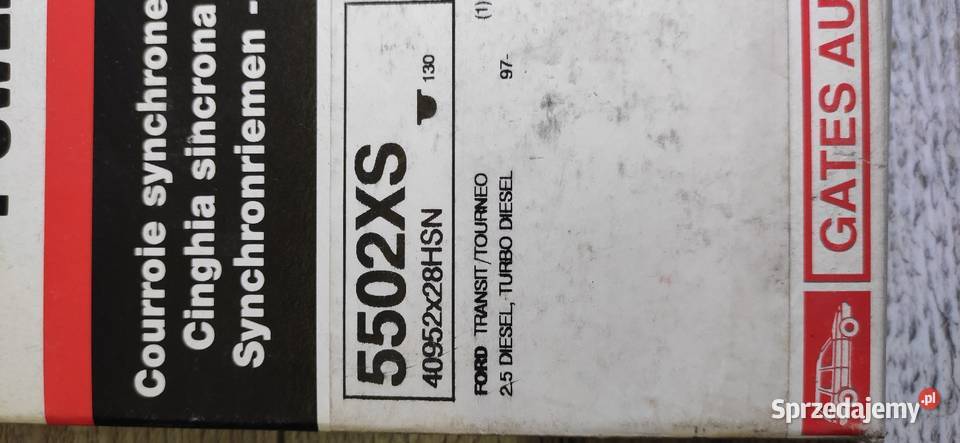 Courroie synchrone
Cinghia sincrona
Synchronriemen -
5502XS
130
40952x28HSN
FORD TRANSIT/TOURNEO (1)
2.5 DIESEL, TURBO DIESEL 97-
GATES AU
Sprzedajemy.pl